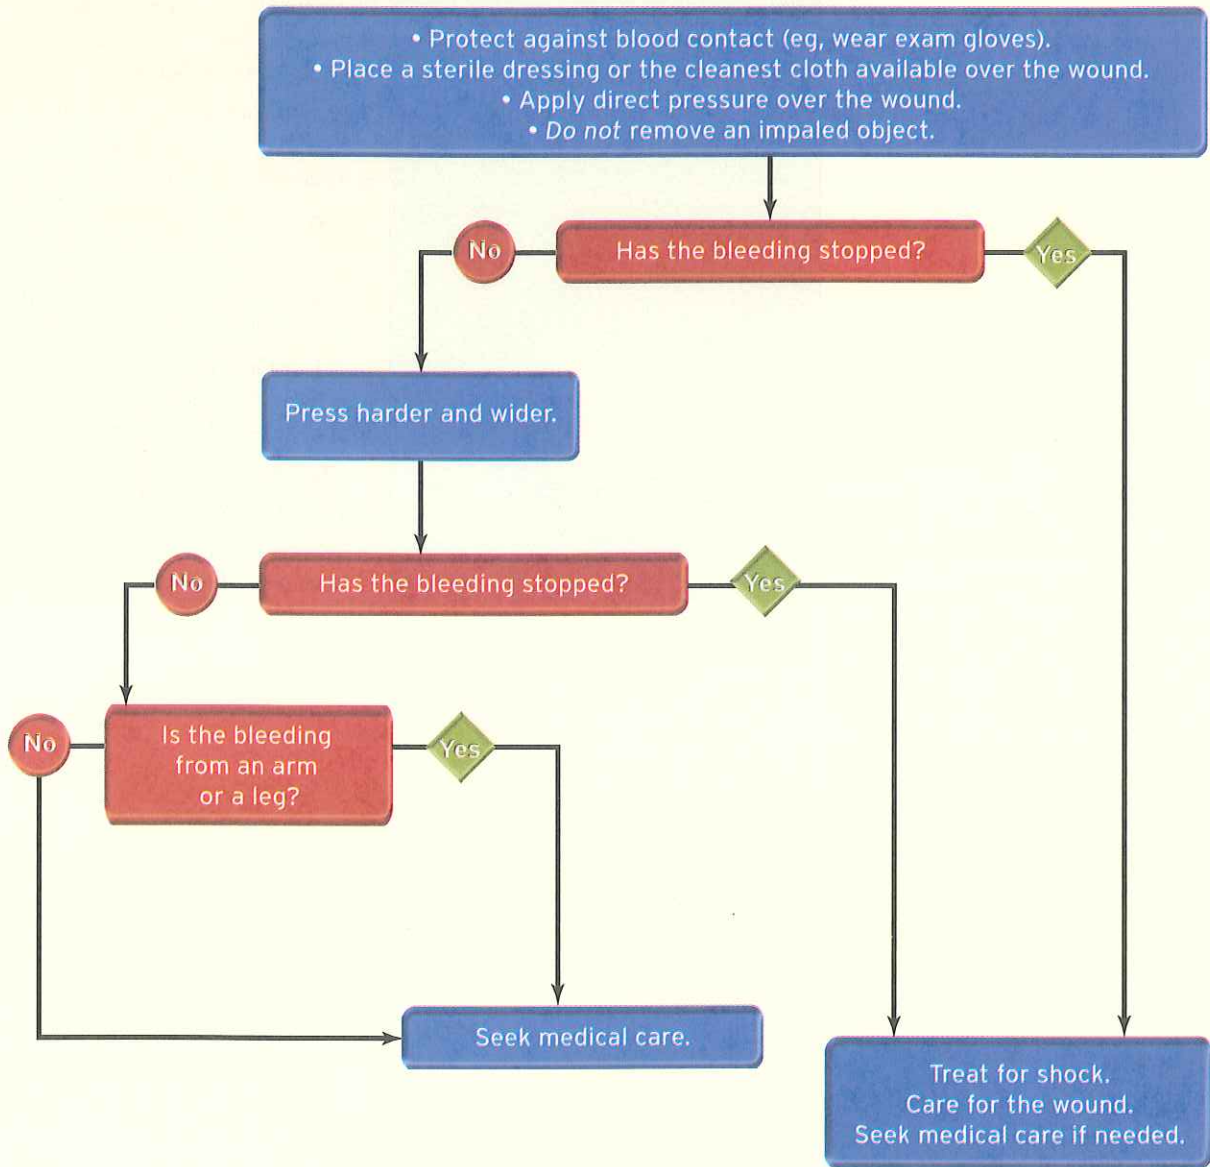 • Protect against blood contact (eg, wear exam gloves).
• Place a sterile dressing or the cleanest cloth available over the wound.
• Apply direct pressure over the wound.
• Do not remove an impaled object.
No
Has the bleeding stopped?
Yes
Press harder and wider.
No
Has the bleeding stopped?
Yes
No
Is the bleeding
from an arm
or a leg?
Yes
Seek medical care.
Treat for shock.
Care for the wound.
Seek medical care if needed.